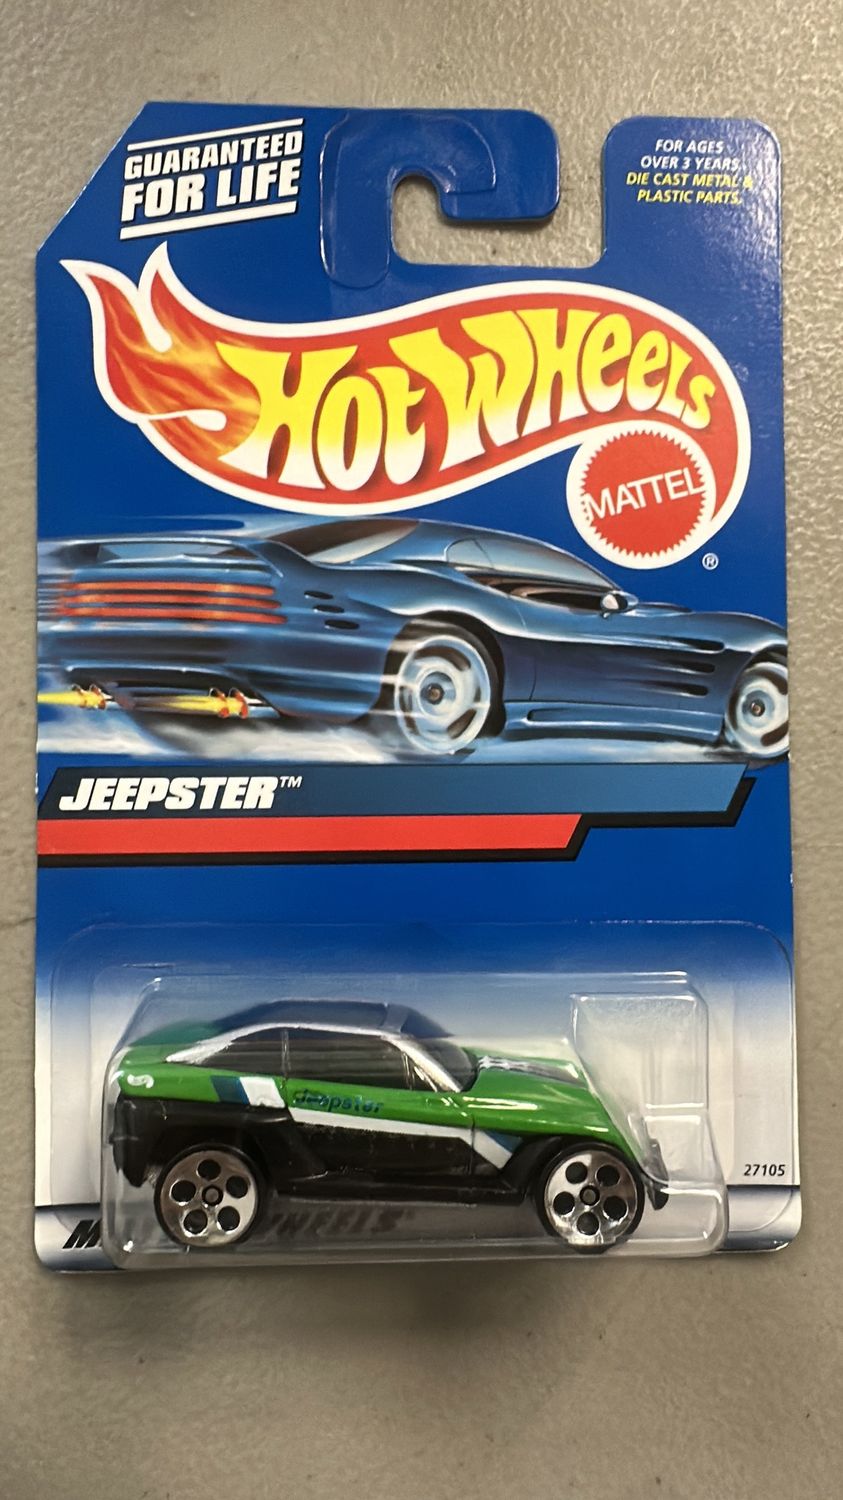 GUARANTEED
FOR LIFE
FOR AGES
OVER 3 YEARS.
DIE CAST METAL &
PLASTIC PARTS.
HOT WHEELS
MATTEL
®
JEEPSTER™
Jeepster
27105
WHEELS